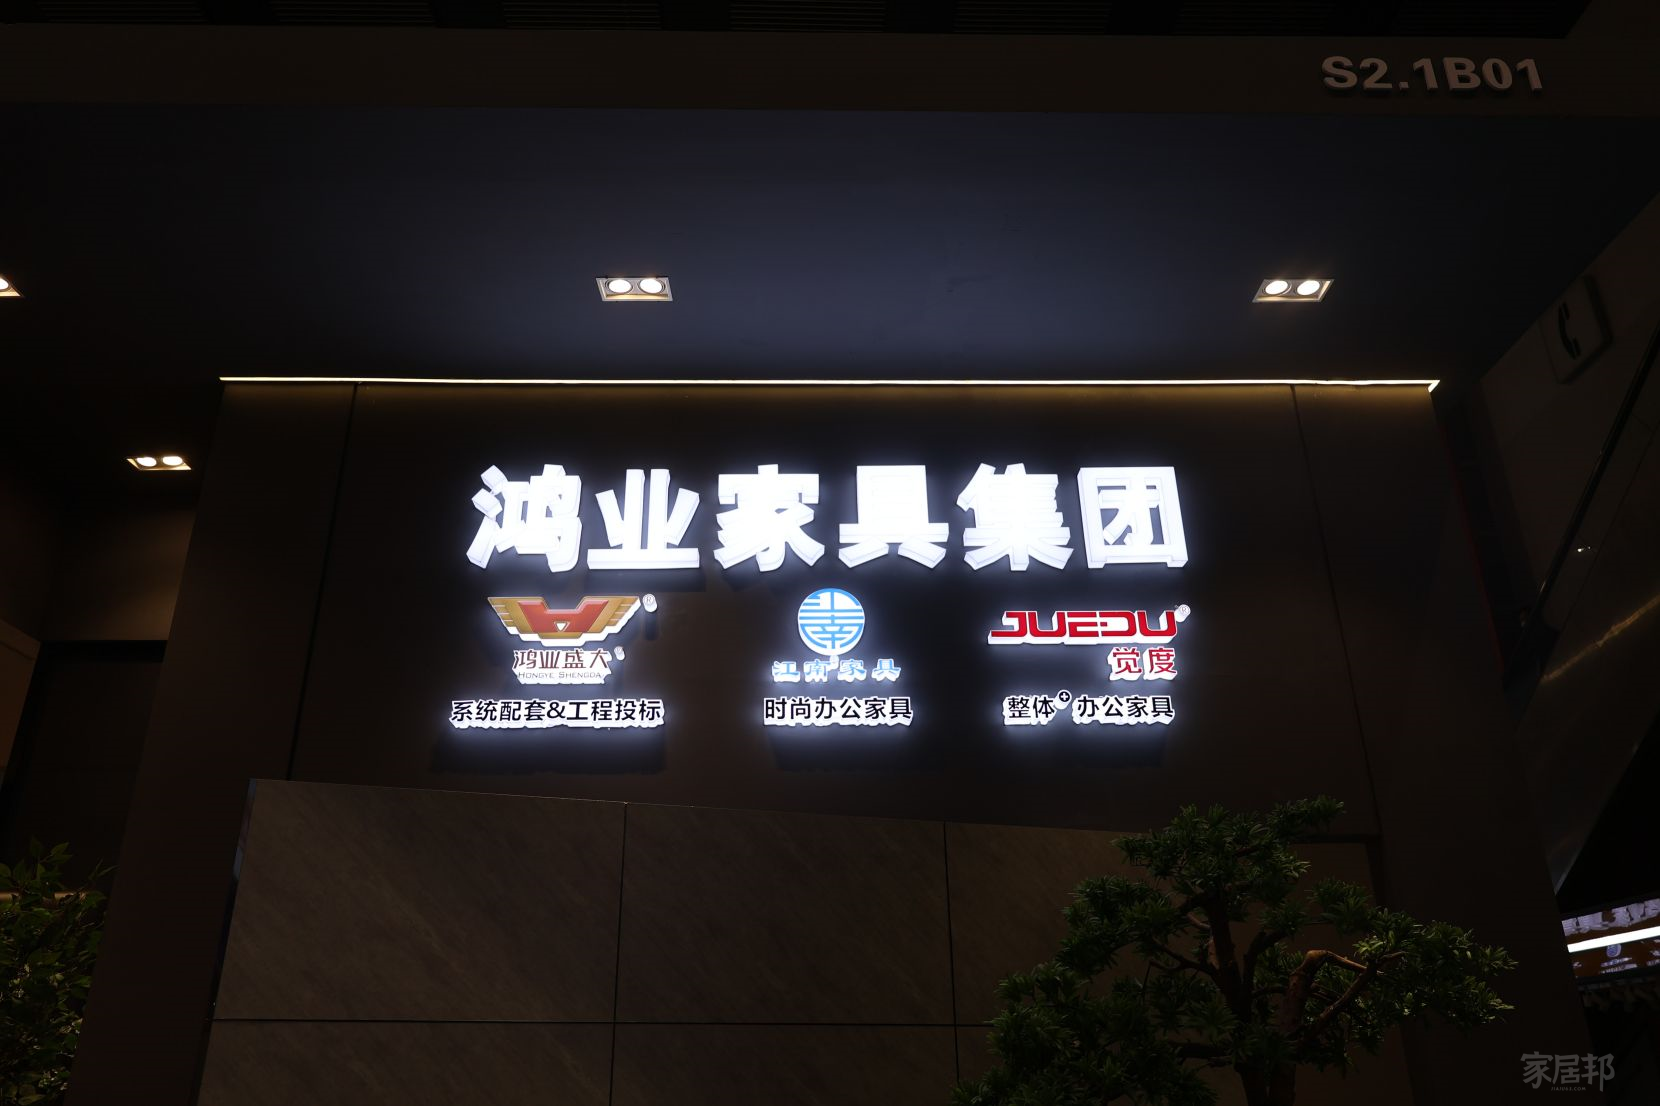 S2.1B01
鸿业家具集团
鸿业盛大
HONGYE SHENGDA
系统配套&工程投标
江南
江南家具
时尚办公家具
JUEDU
觉度
整体+办公家具
家居邦